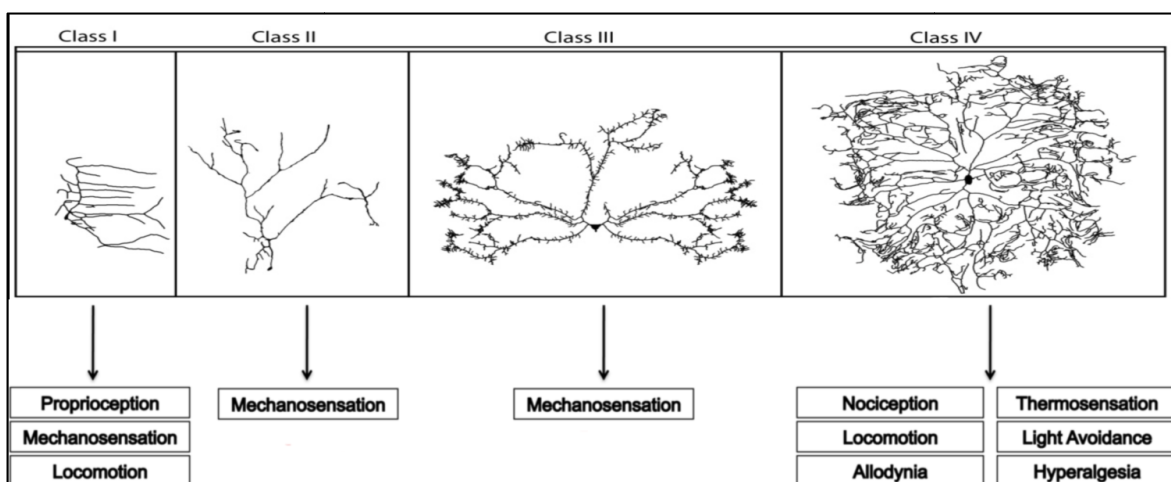 Class I Class II Class III Class IV
Proprioception Mechanosensation Mechanosensation Nociception Thermosensation
Mechanosensation Locomotion Light Avoidance
Locomotion Allodynia Hyperalgesia